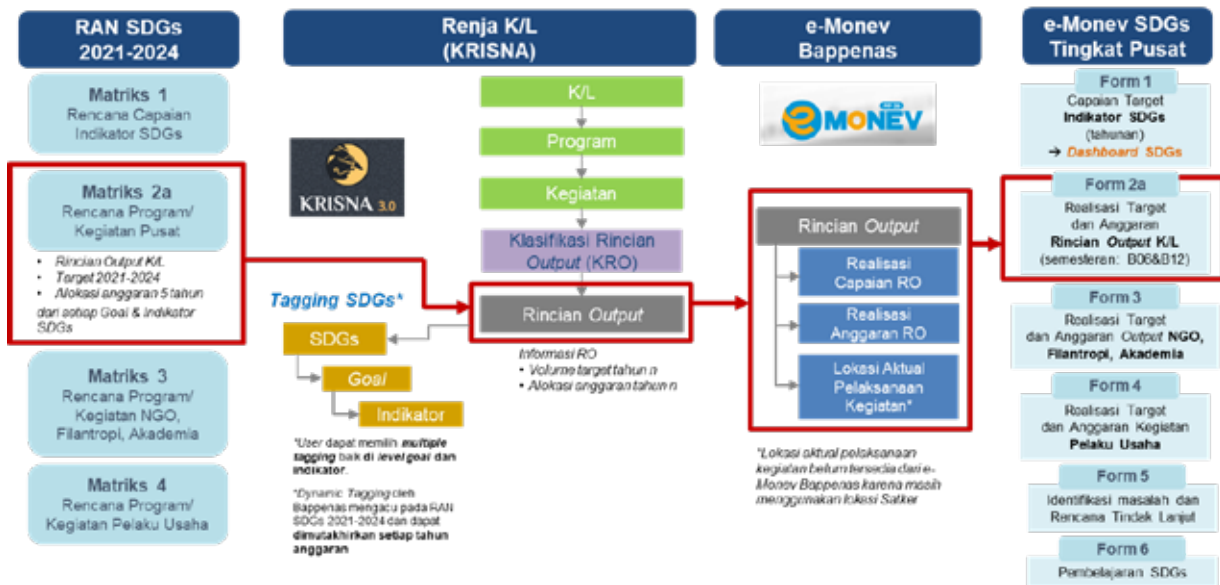 RAN SDGs
2021-2024
Matriks 1
Rencana Capaian
Indikator SDGs
Matriks 2a
Rencana Program/
Kegiatan Pusat
• Rincian Output K/L
• Target 2021-2024
• Alokasi anggaran 5 tahun
dari setiap Goal & Indikator
SDGs
Matriks 3
Rencana Program/
Kegiatan NGO,
Filantropi, Akademia
Matriks 4
Rencana Program/
Kegiatan Pelaku Usaha
Renja K/L
(KRISNA)
KRISNA 3.0
K/L
Program
Kegiatan
Klasifikasi Rincian
Output (KRO)
Rincian Output
Tagging SDGs*
SDGs
Goal
Indikator
Informasi RO
• Volume target tahun n
• Alokasi anggaran tahun n
*User dapat memilih multiple
tagging baik di level goal dan
indikator.
*Dynamic Tagging oleh
Bappenas mengacu pada RAN
SDGs 2021-2024 dan dapat
dimutakhirkan setiap tahun
anggaran
e-Monev
Bappenas
eMONEV
Rincian Output
Realisasi
Capaian RO
Realisasi
Anggaran RO
Lokasi Aktual
Pelaksanaan
Kegiatan*
*Lokasi aktual pelaksanaan
kegiatan belum tersedia dari e-
Monev Bappenas karena masih
menggunakan lokasi Satker
e-Monev SDGs
Tingkat Pusat
Form 1
Capaian Target
Indikator SDGs
(tahunan)
→ Dashboard SDGs
Form 2a
Realisasi Target
dan Anggaran
Rincian Output K/L
(semesteran: B06&B12)
Form 3
Realisasi Target
dan Anggaran Output NGO,
Filantropi, Akademia
Form 4
Realisasi Target
dan Anggaran Kegiatan
Pelaku Usaha
Form 5
Identifikasi masalah dan
Rencana Tindak Lanjut
Form 6
Pembelajaran SDGs